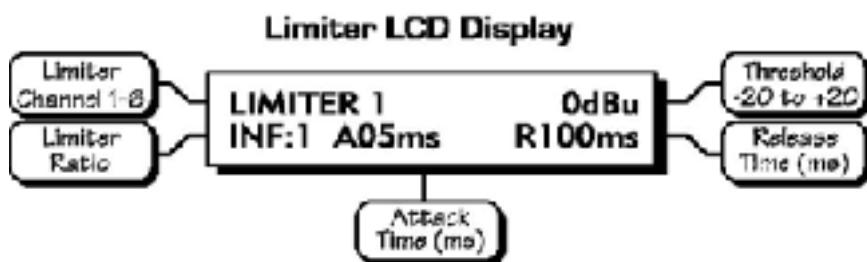 Limiter LCD Display
Limiter
Channel 1-6
Limiter
Ratio
LIMITER 1 0dBu
INF:1 A05ms R100ms
Threshold
-20 to +20
Release
Time (ms)
Attack
Time (ms)